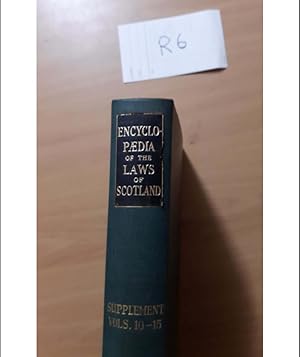 R6
ENCYCLO-
PÆDIA
OF THE
LAWS
OF
SCOTLAND
SUPPLEMENT
VOLS. 10-15